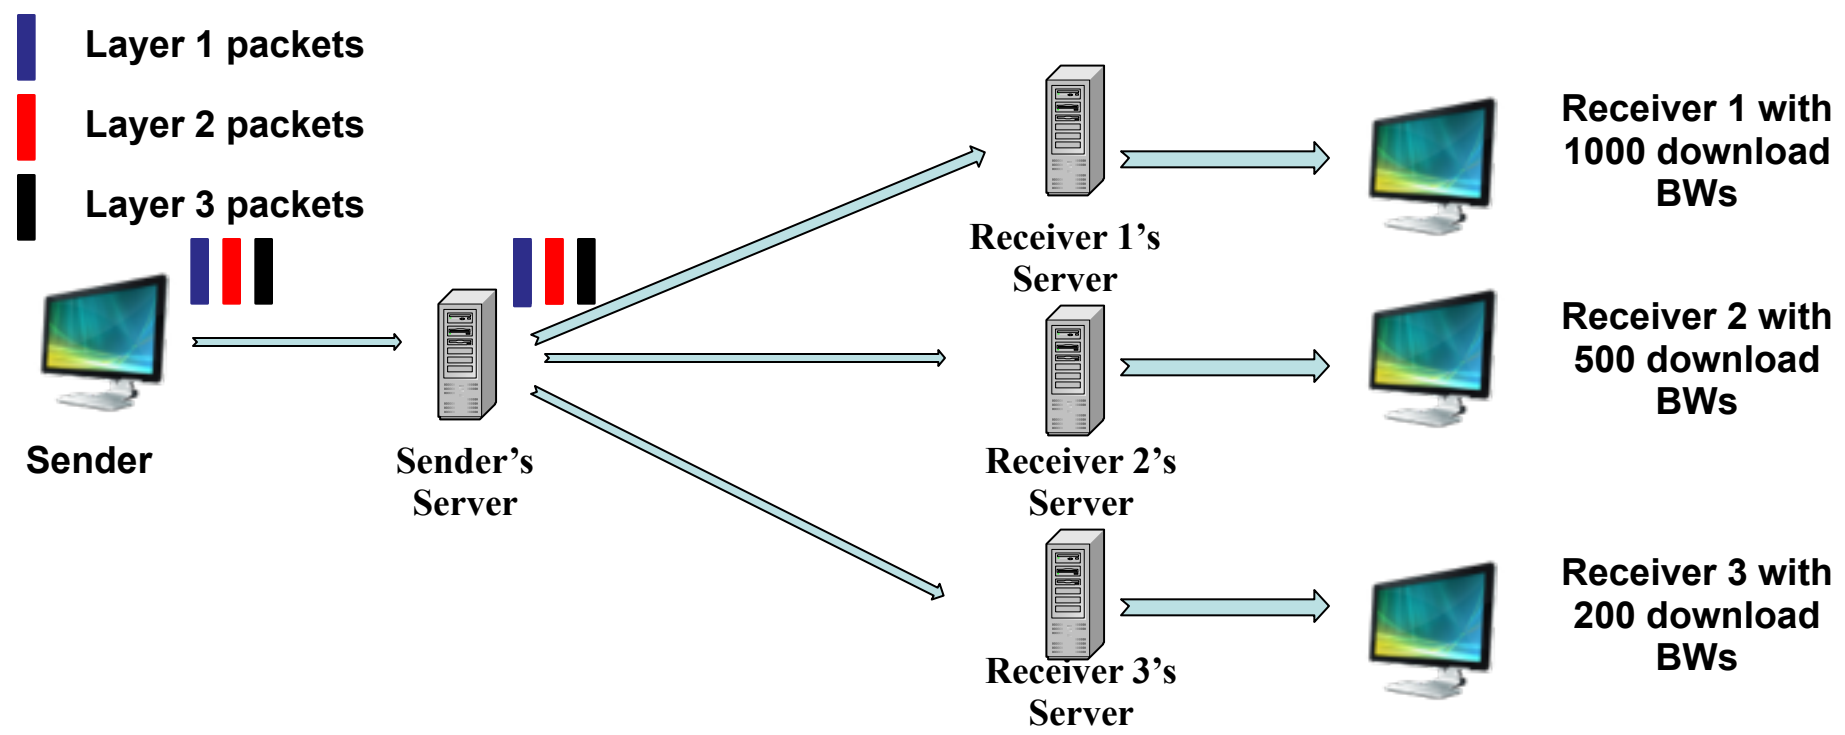 Layer 1 packets
Layer 2 packets
Layer 3 packets
Sender
Sender’s
Server
Receiver 1’s
Server
Receiver 2’s
Server
Receiver 3’s
Server
Receiver 1 with
1000 download
BWs
Receiver 2 with
500 download
BWs
Receiver 3 with
200 download
BWs